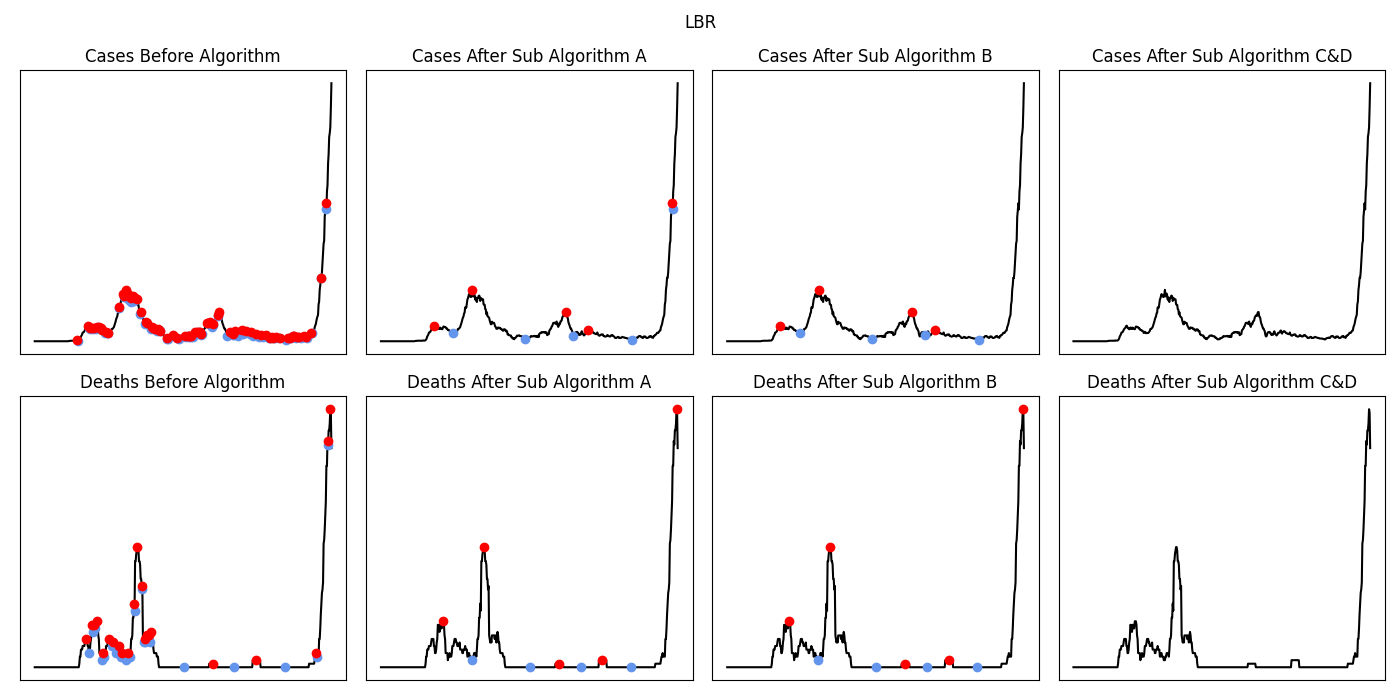 LBR
Cases Before Algorithm
Cases After Sub Algorithm A
Cases After Sub Algorithm B
Cases After Sub Algorithm C&D
Deaths Before Algorithm
Deaths After Sub Algorithm A
Deaths After Sub Algorithm B
Deaths After Sub Algorithm C&D